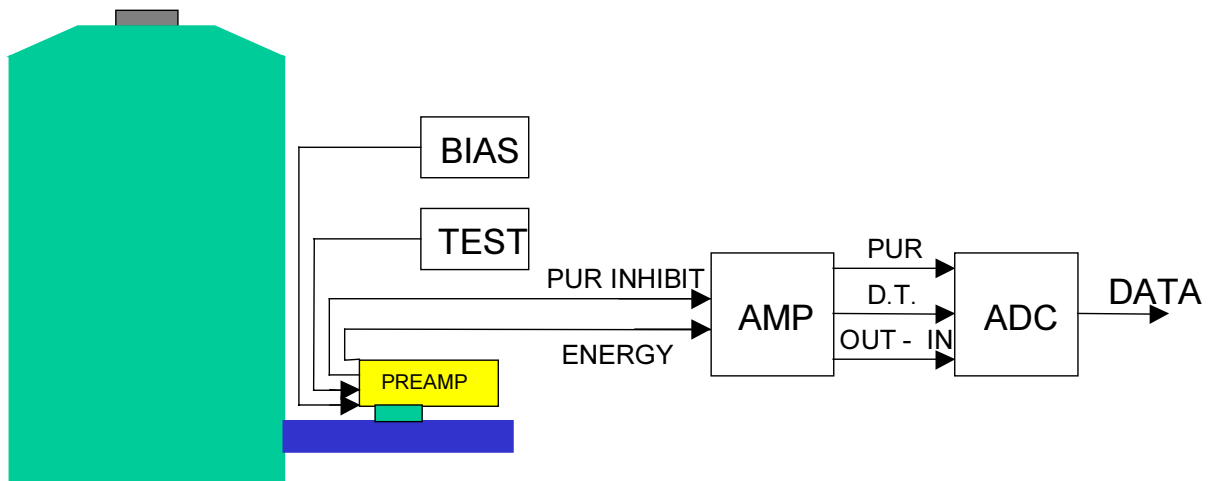 BIAS
TEST
PUR INHIBIT
ENERGY
PREAMP
AMP
PUR
D.T.
OUT - IN
ADC
DATA